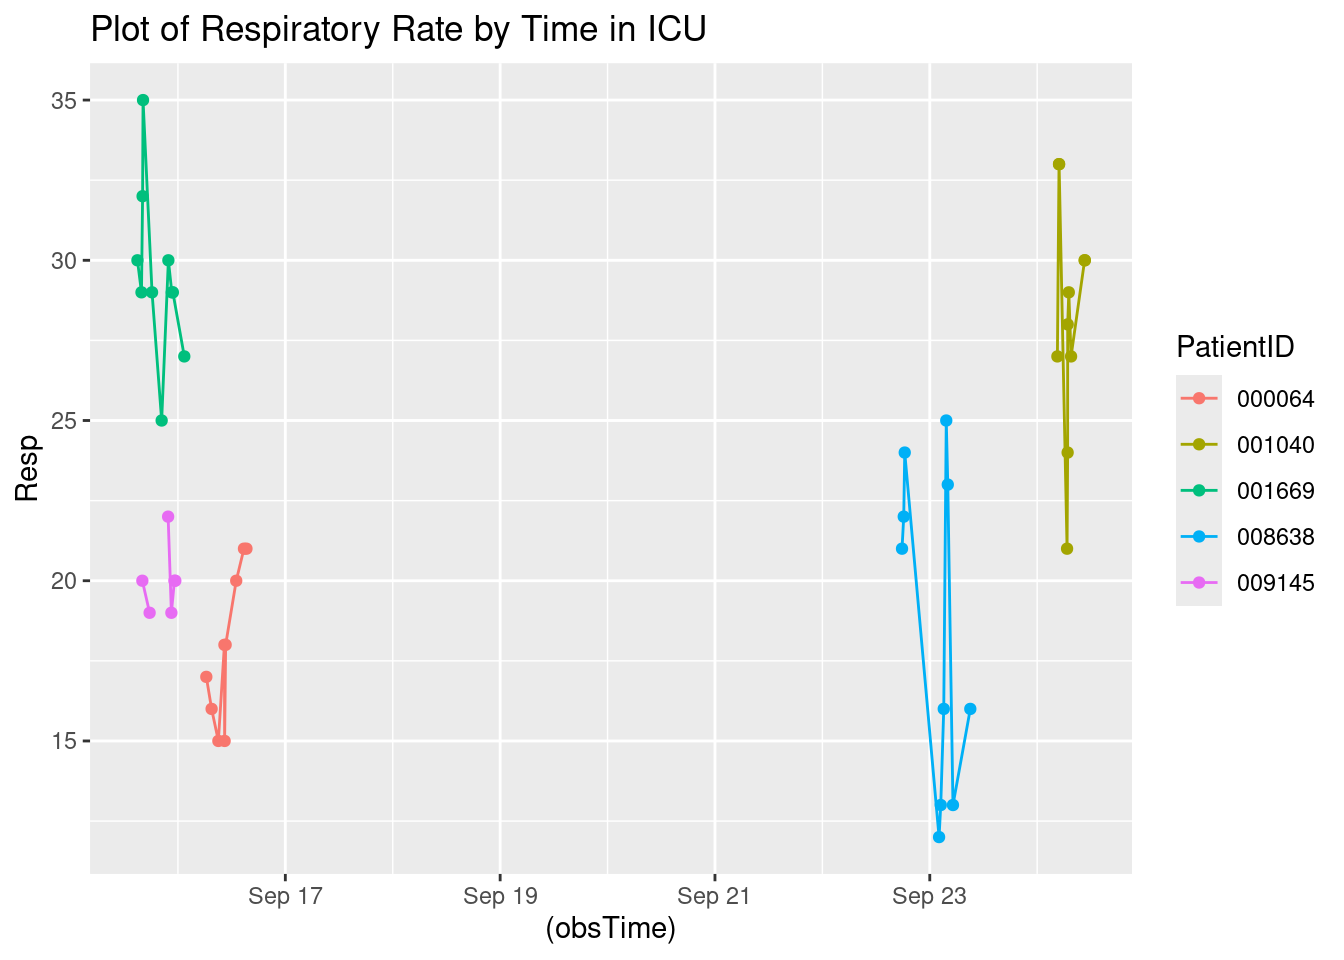 Plot of Respiratory Rate by Time in ICU
35
30
25
20
15
Resp
Sep 17
Sep 19
Sep 21
Sep 23
(obsTime)
PatientID
000064
001040
001669
008638
009145